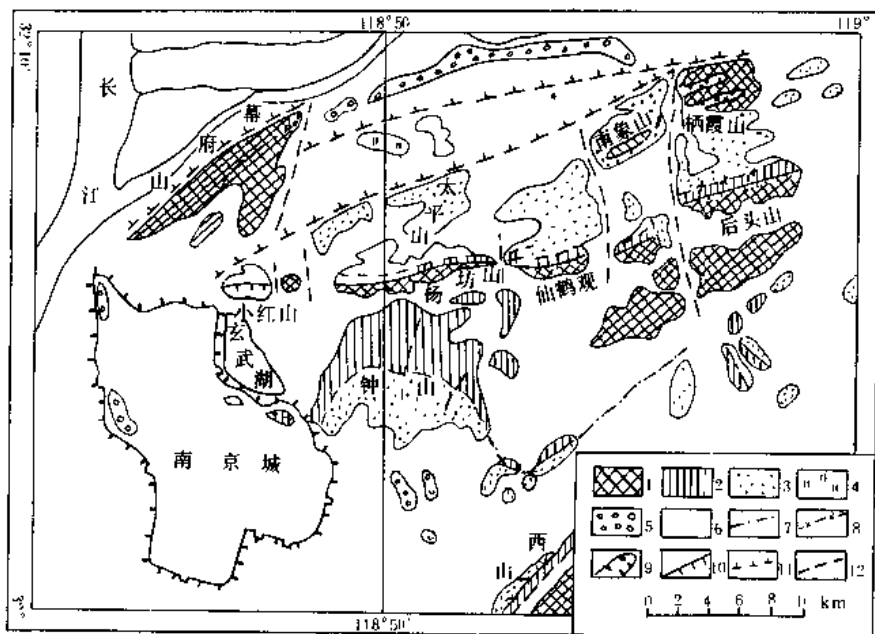 118°50′
119°
32°10′
长
江
幕
府
山
南象山
栖霞山
太
平
山
后头山
杨
坊
山
仙鹤观
小红山
玄
武
湖
钟 山
南 京 城
西
山
1 2 3 4
5 6 7 8
9 10 11 12
0 2 4 6 8 10 km
32°
118°50′